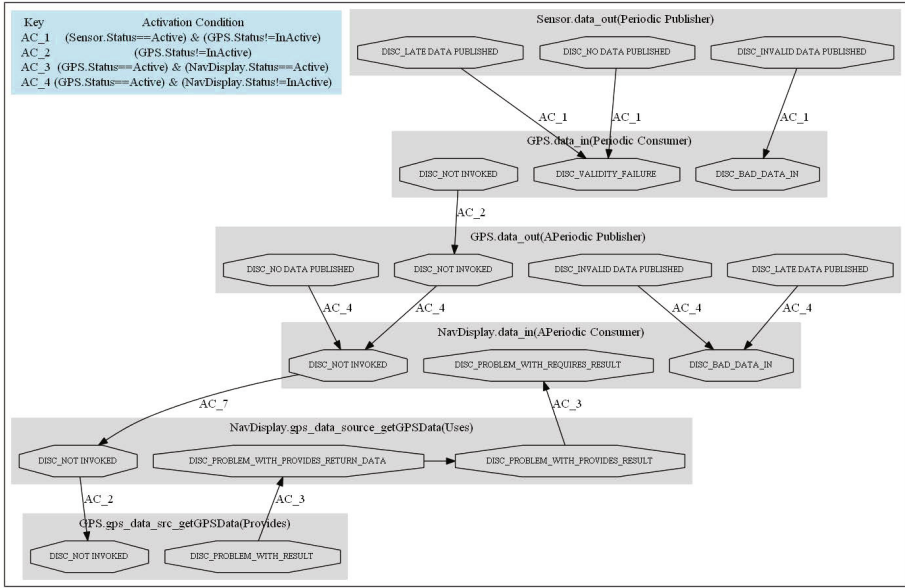 Key Activation Condition
AC_1 (Sensor.Status==Active) & (GPS.Status!=InActive)
AC_2 (GPS.Status!=InActive)
AC_3 (GPS.Status==Active) & (NavDisplay.Status==Active)
AC_4 (GPS.Status==Active) & (NavDisplay.Status!=InActive)
Sensor.data_out(Periodic Publisher)
DISC_LATE DATA PUBLISHED
DISC_NO DATA PUBLISHED
DISC_INVALID DATA PUBLISHED
AC_1
AC_1
AC_1
GPS.data_in(Periodic Consumer)
DISC_NOT INVOKED
DISC_VALIDITY_FAILURE
DISC_BAD_DATA_IN
AC_2
GPS.data_out(APeriodic Publisher)
DISC_NO DATA PUBLISHED
DISC_NOT INVOKED
DISC_INVALID DATA PUBLISHED
DISC_LATE DATA PUBLISHED
AC_4
AC_4
AC_4
AC_4
NavDisplay.data_in(APeriodic Consumer)
DISC_NOT INVOKED
DISC_PROBLEM_WITH_REQUIRES_RESULT
DISC_BAD_DATA_IN
AC_7
AC_3
NavDisplay.gps_data_source_getGPSData(Uses)
DISC_NOT INVOKED
DISC_PROBLEM_WITH_PROVIDES_RETURN_DATA
DISC_PROBLEM_WITH_PROVIDES_RESULT
AC_2
AC_3
GPS.gps_data_src_getGPSData(Provides)
DISC_NOT INVOKED
DISC_PROBLEM_WITH_RESULT